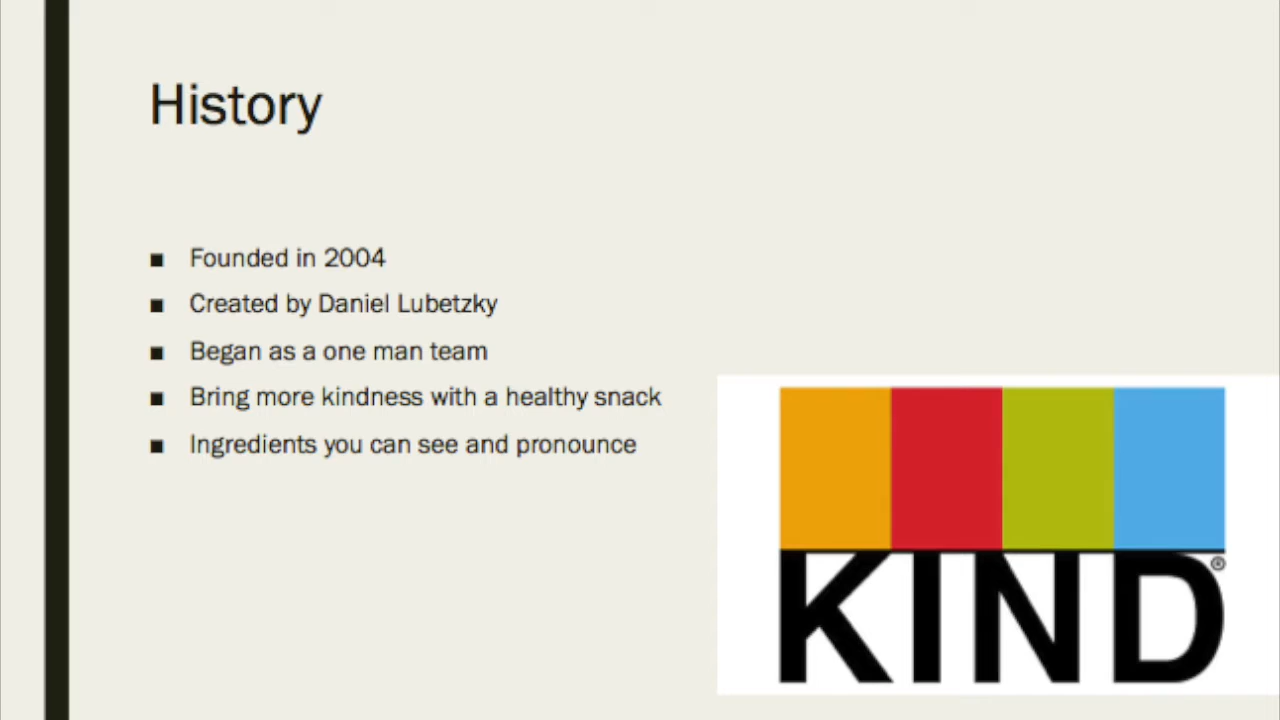 History
■ Founded in 2004
■ Created by Daniel Lubetzky
■ Began as a one man team
■ Bring more kindness with a healthy snack
■ Ingredients you can see and pronounce
KIND®